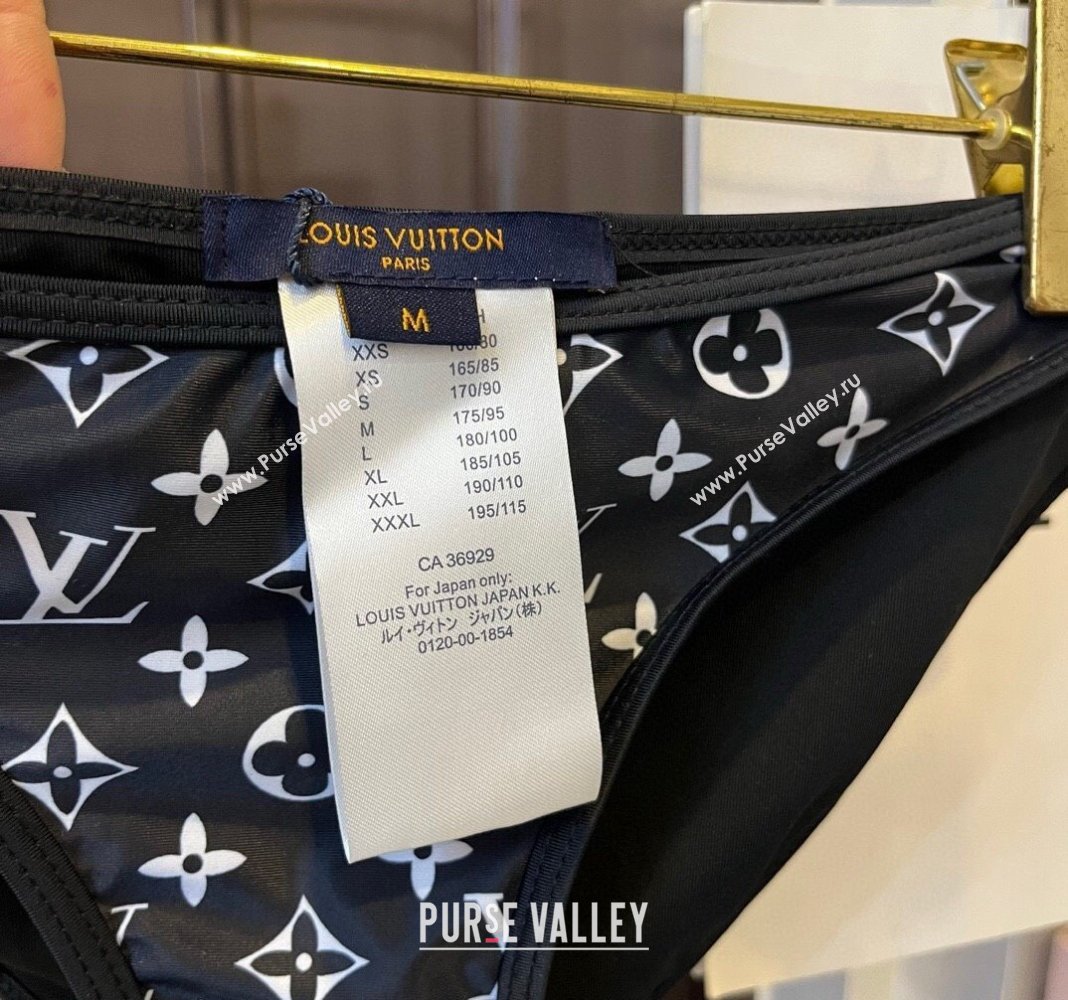 LOUIS VUITTON
PARIS
M
H
XXS
XS 165/85
S 170/90
M 175/95
L 180/100
XL 185/105
XXL 190/110
XXXL 195/115
CA 36929
For Japan only:
LOUIS VUITTON JAPAN K.K.
ルイ・ヴィトン ジャパン(株)
0120-00-1854
www.PurseValley.ru
www.PurseValley.ru
LV
PURSE VALLEY